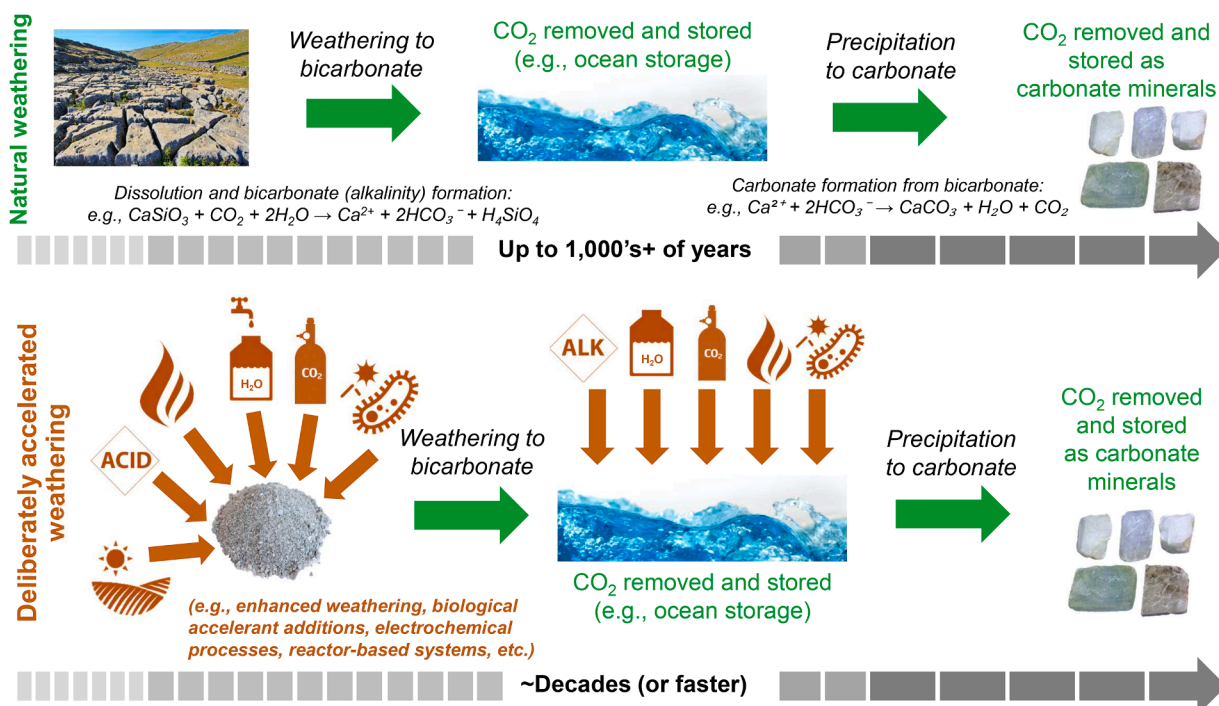 Natural weathering
Weathering to
bicarbonate
CO₂ removed and stored
(e.g., ocean storage)
Precipitation
to carbonate
CO₂ removed and
stored as
carbonate minerals
Dissolution and bicarbonate (alkalinity) formation:
e.g., CaSiO₃ + CO₂ + 2H₂O → Ca²⁺ + 2HCO₃⁻ + H₄SiO₄
Carbonate formation from bicarbonate:
e.g., Ca²⁺ + 2HCO₃⁻ → CaCO₃ + H₂O + CO₂
Up to 1,000's+ of years
Deliberately accelerated
weathering
ACID
H₂O
CO₂
Weathering to
bicarbonate
ALK
H₂O
CO₂
Precipitation
to carbonate
CO₂ removed
and stored
as carbonate
minerals
CO₂ removed and stored
(e.g., ocean storage)
(e.g., enhanced weathering, biological
accelerant additions, electrochemical
processes, reactor-based systems, etc.)
~Decades (or faster)